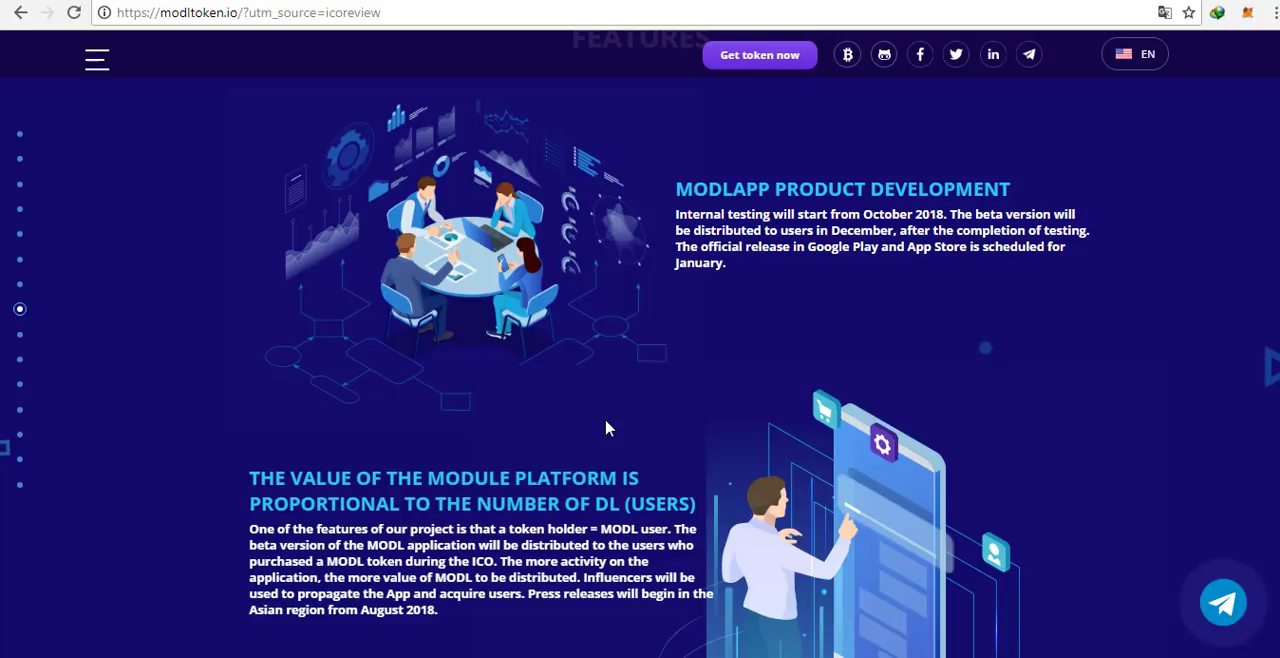 https://modltoken.io/?utm_source=icoreview
FEATURES
Get token now
EN
MODLAPP PRODUCT DEVELOPMENT
Internal testing will start from October 2018. The beta version will
be distributed to users in December, after the completion of testing.
The official release in Google Play and App Store is scheduled for
January.
THE VALUE OF THE MODULE PLATFORM IS
PROPORTIONAL TO THE NUMBER OF DL (USERS)
One of the features of our project is that a token holder = MODL user. The
beta version of the MODL application will be distributed to the users who
purchased a MODL token during the ICO. The more activity on the
application, the more value of MODL to be distributed. Influencers will be
used to propagate the App and acquire users. Press releases will begin in the
Asian region from August 2018.